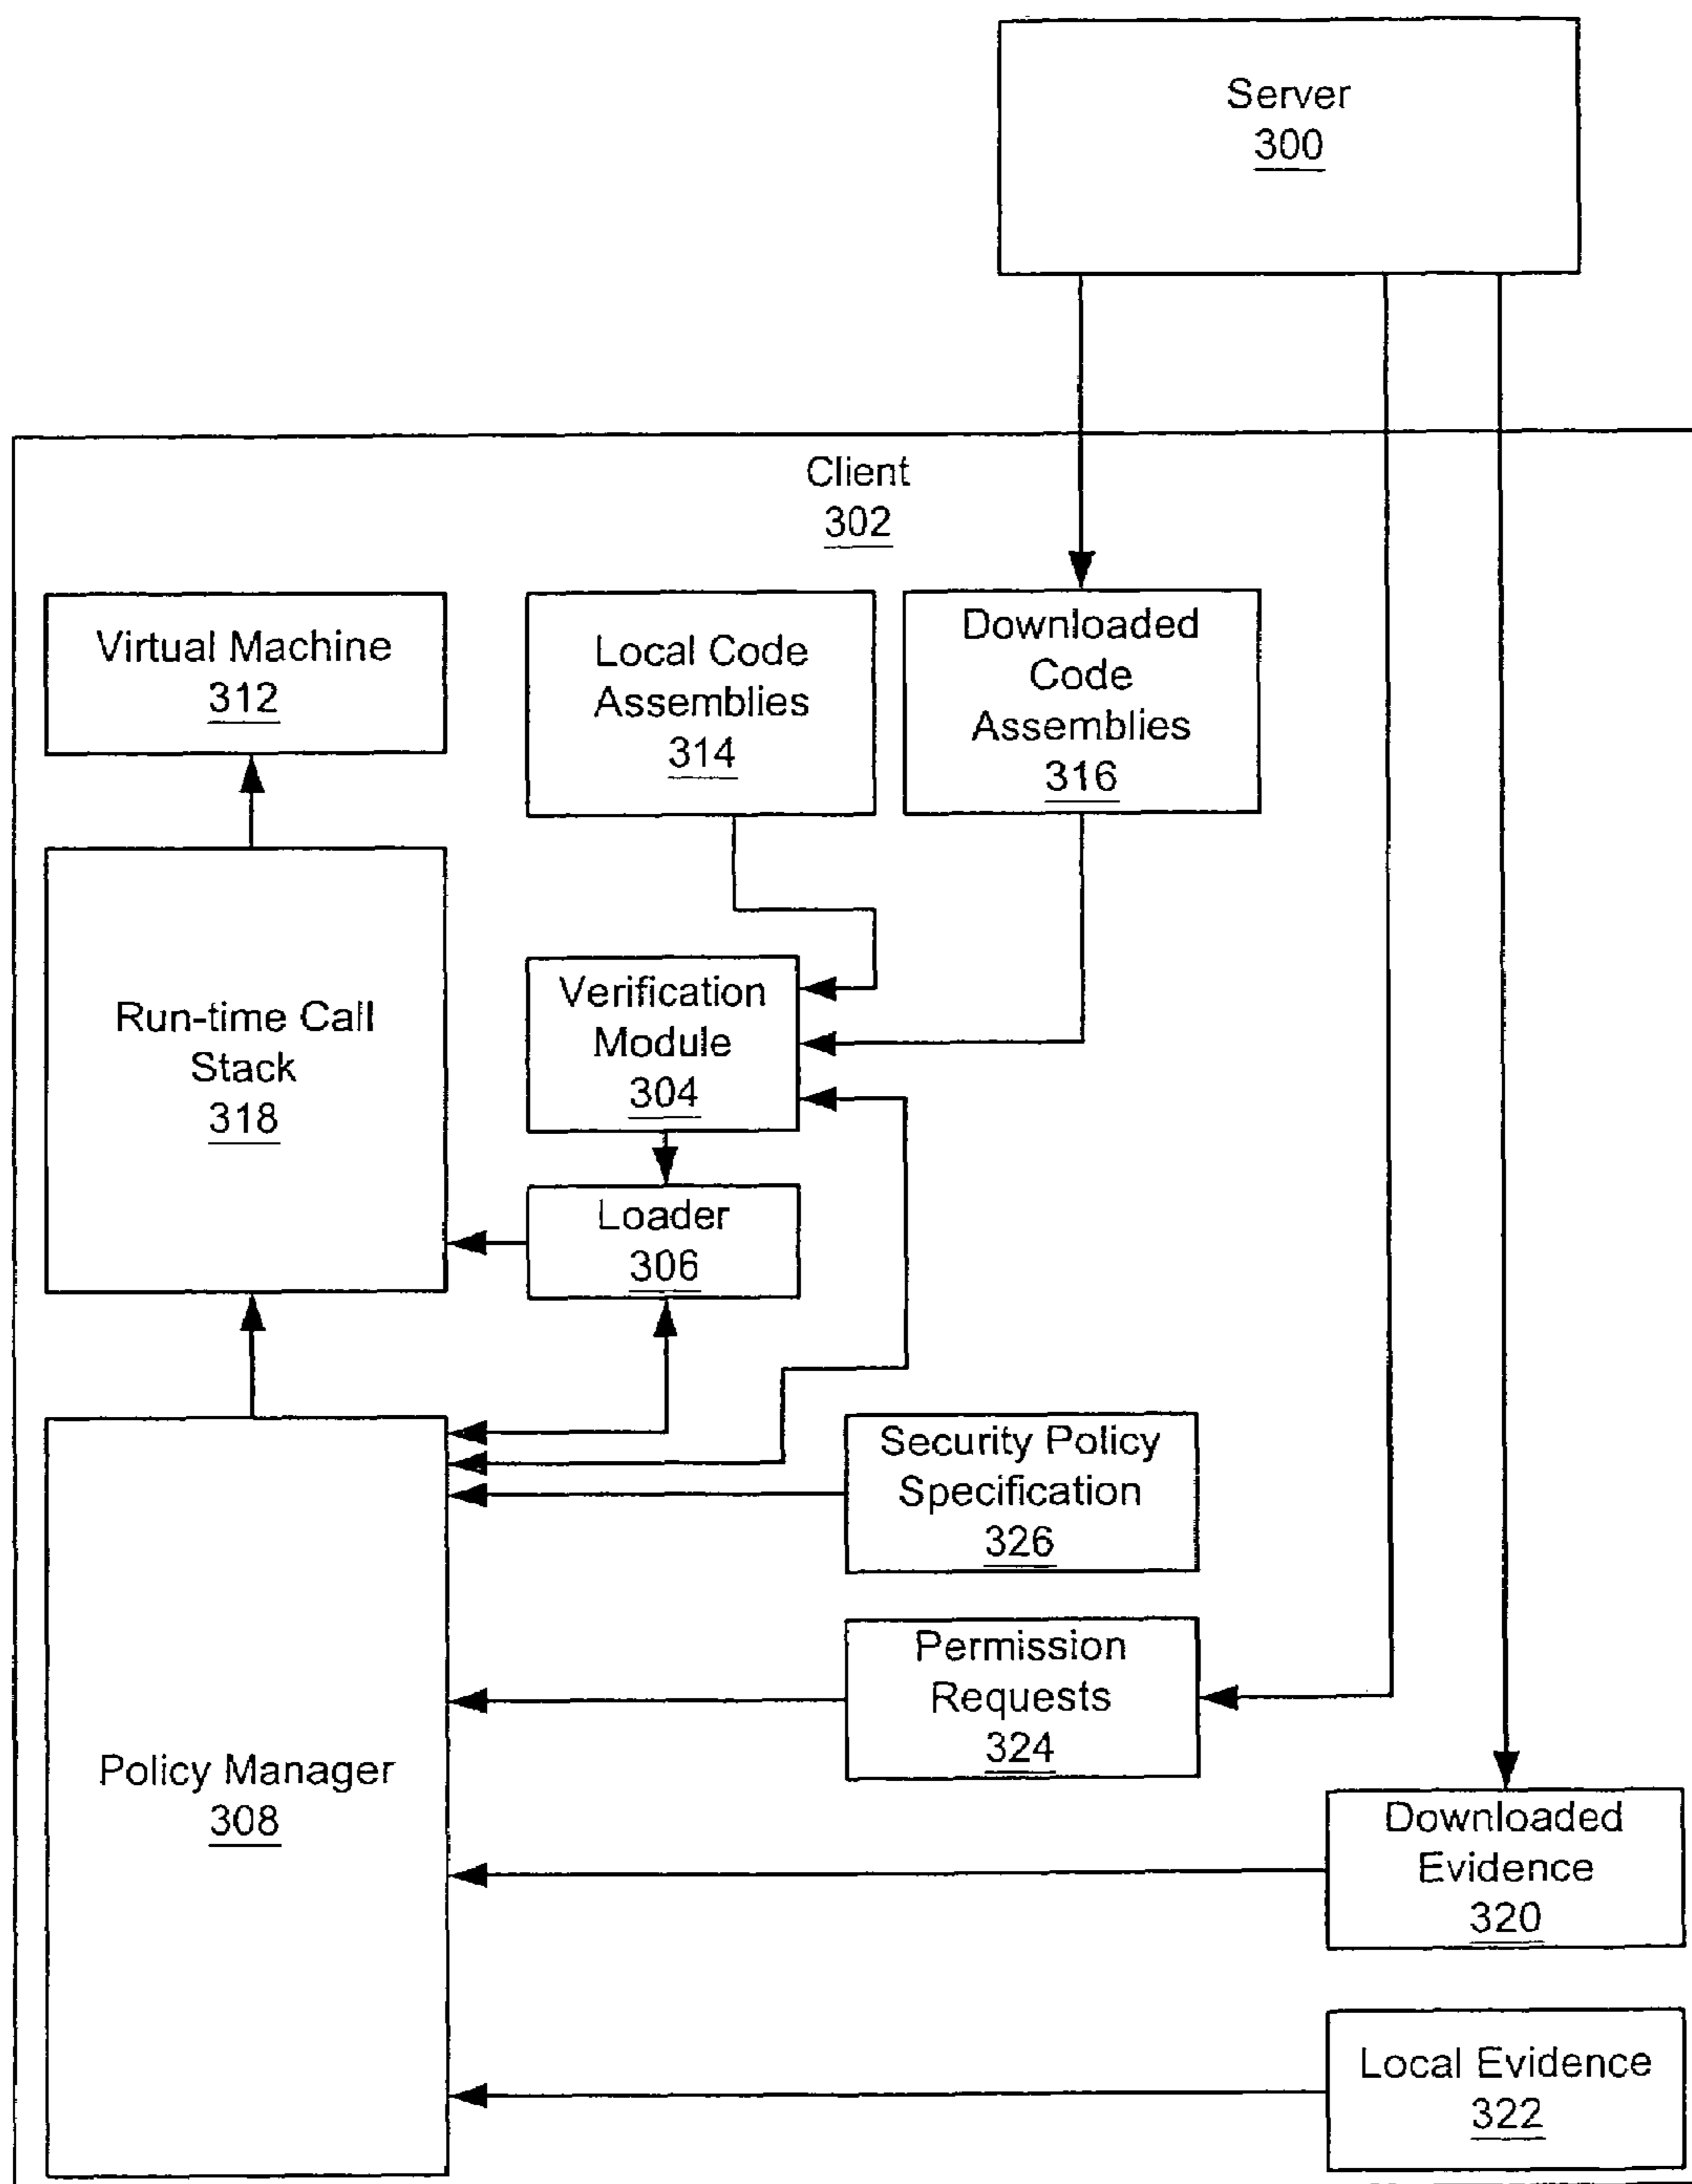 Server
300
Client
302
Virtual Machine
312
Local Code
Assemblies
314
Downloaded
Code
Assemblies
316
Run-time Call
Stack
318
Verification
Module
304
Loader
306
Security Policy
Specification
326
Permission
Requests
324
Policy Manager
308
Downloaded
Evidence
320
Local Evidence
322